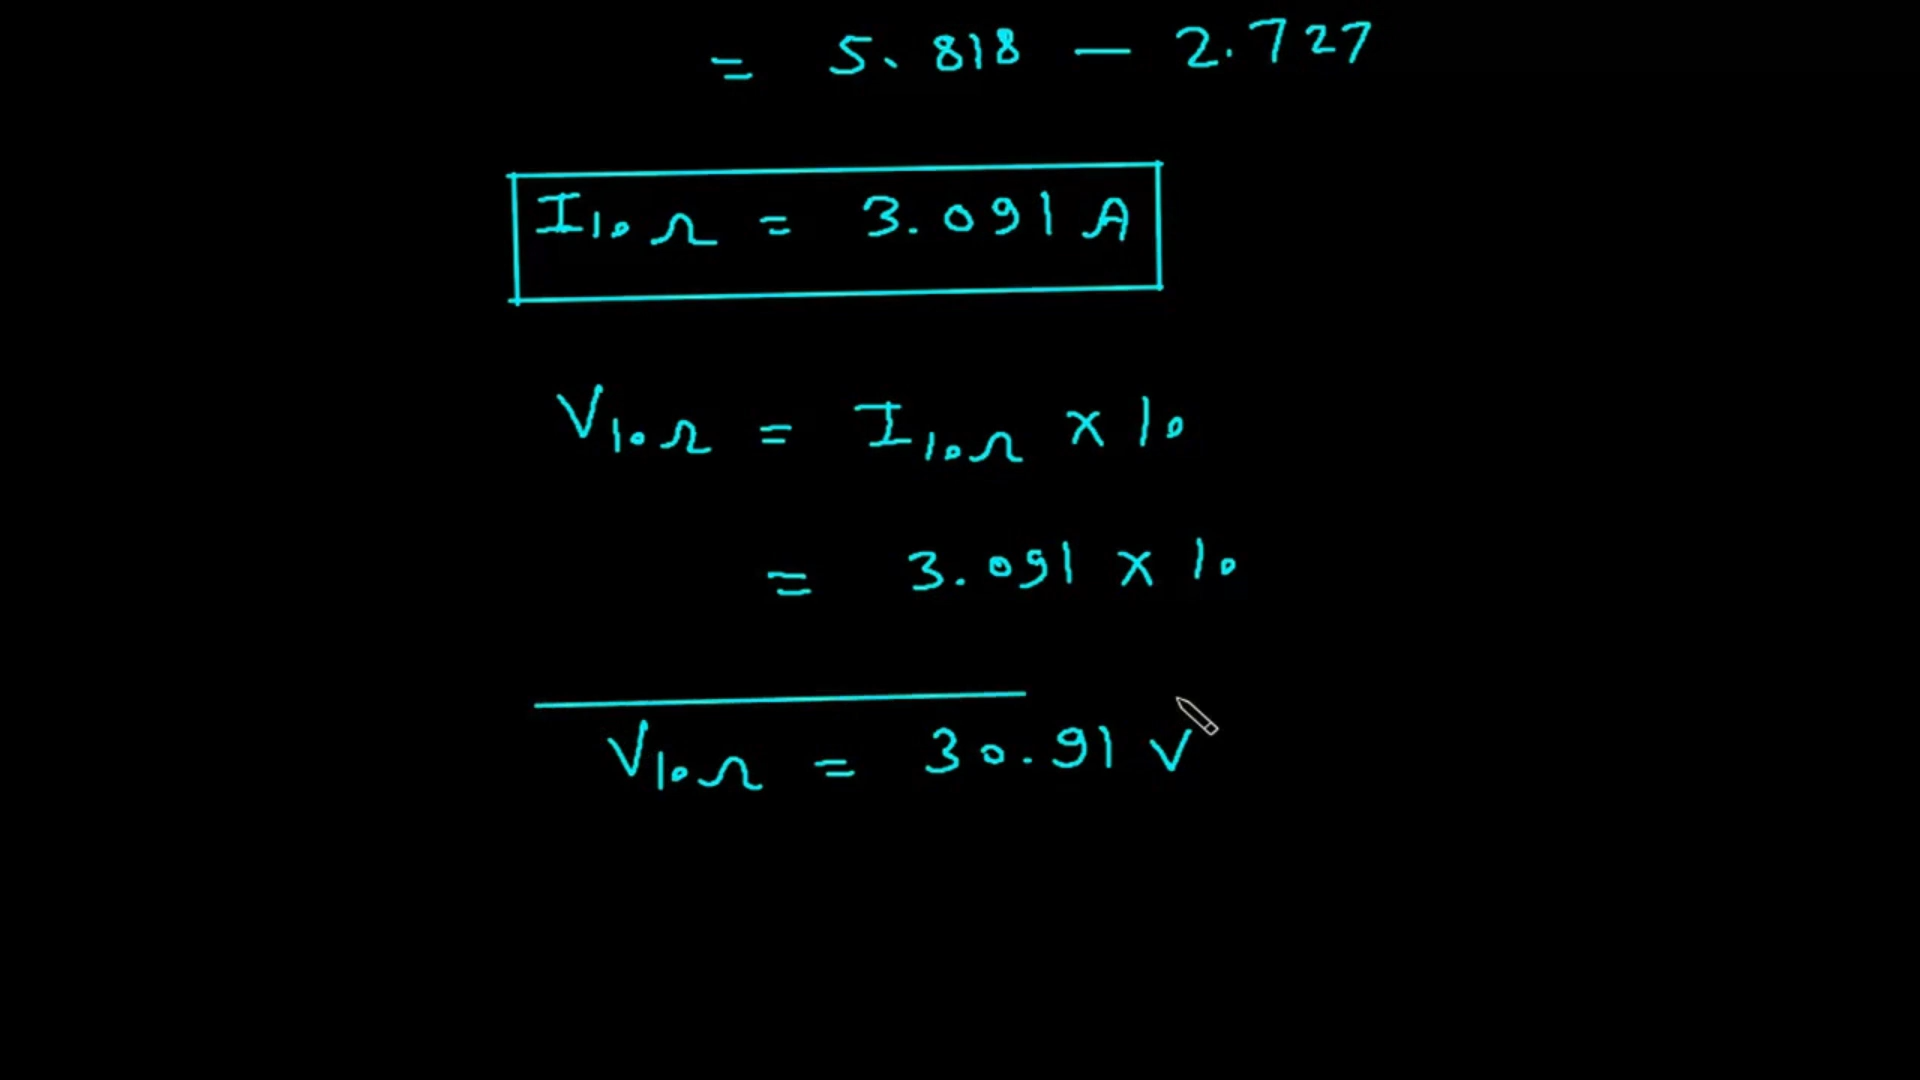 = 5.818 — 2.727
I10Ω = 3.091 A
V10Ω = I10Ω × 10
= 3.091 × 10
V10Ω = 30.91 V